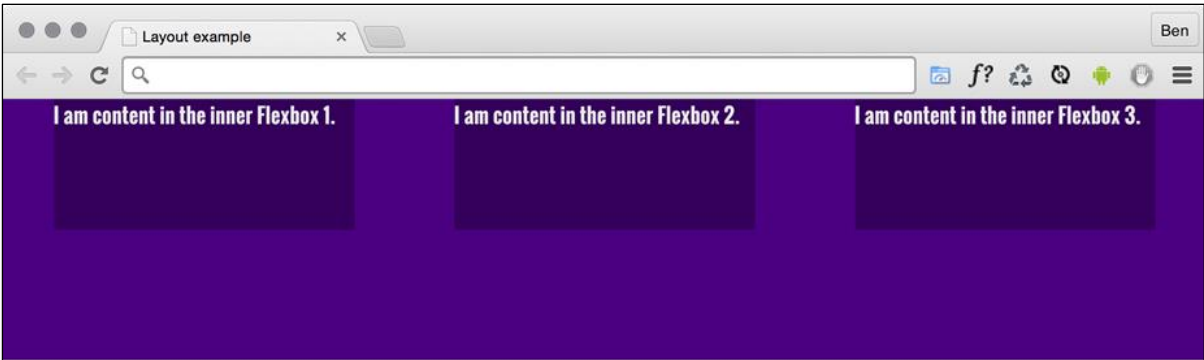 Layout example
Ben
f?
I am content in the inner Flexbox 1.
I am content in the inner Flexbox 2.
I am content in the inner Flexbox 3.